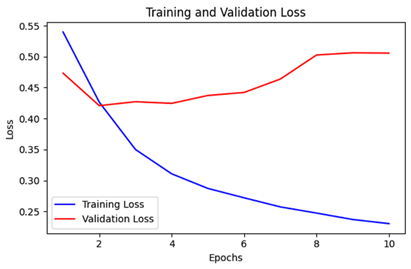 Training and Validation Loss
0.55
0.50
0.45
0.40
0.35
0.30
0.25
Loss
Training Loss
Validation Loss
2 4 6 8 10
Epochs